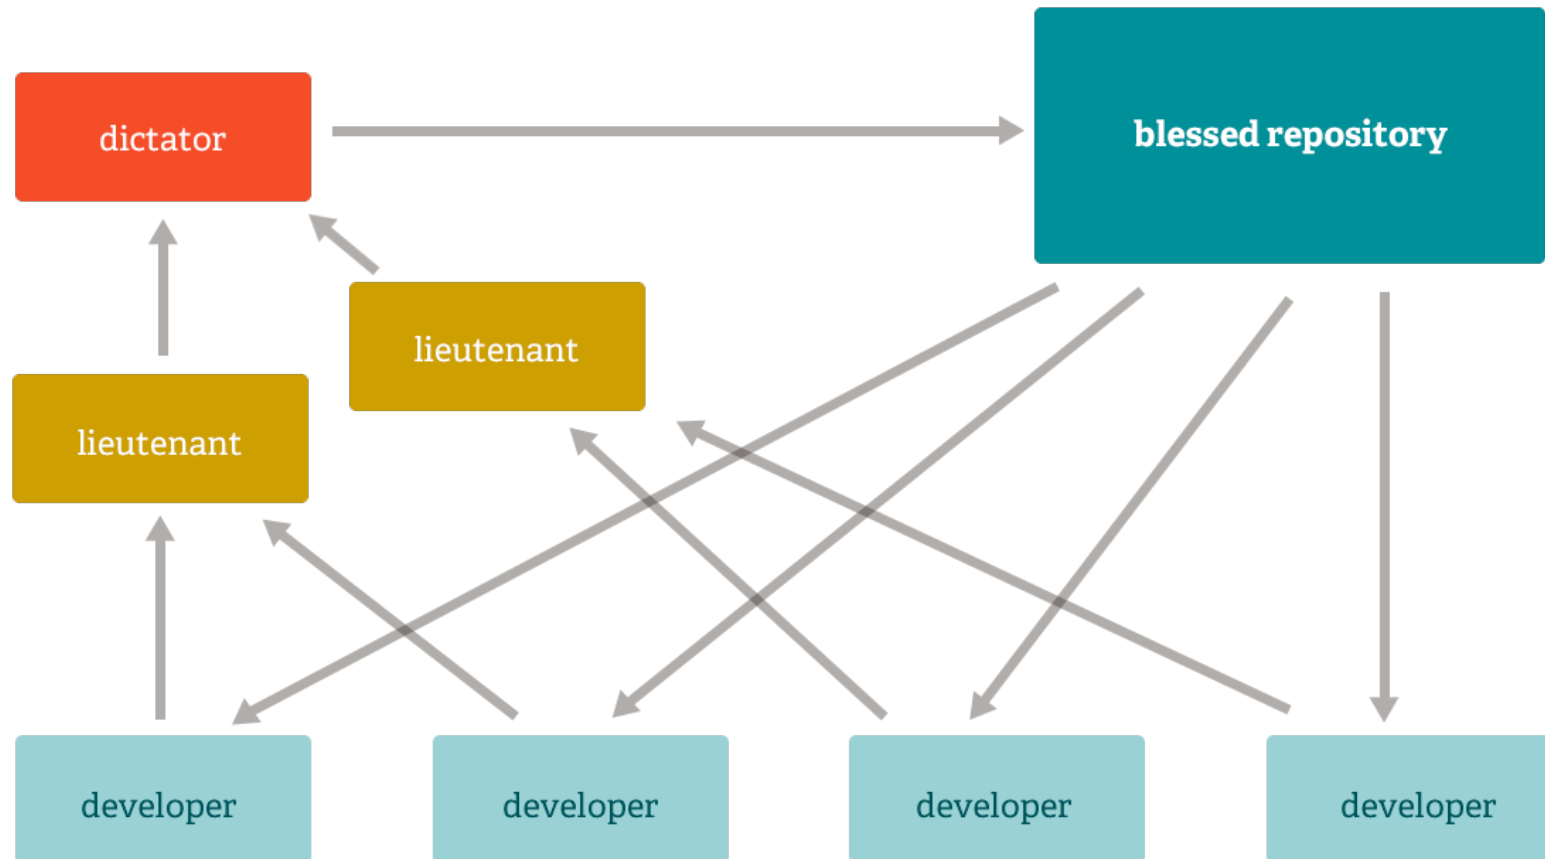 dictator
blessed repository
lieutenant
lieutenant
developer
developer
developer
developer